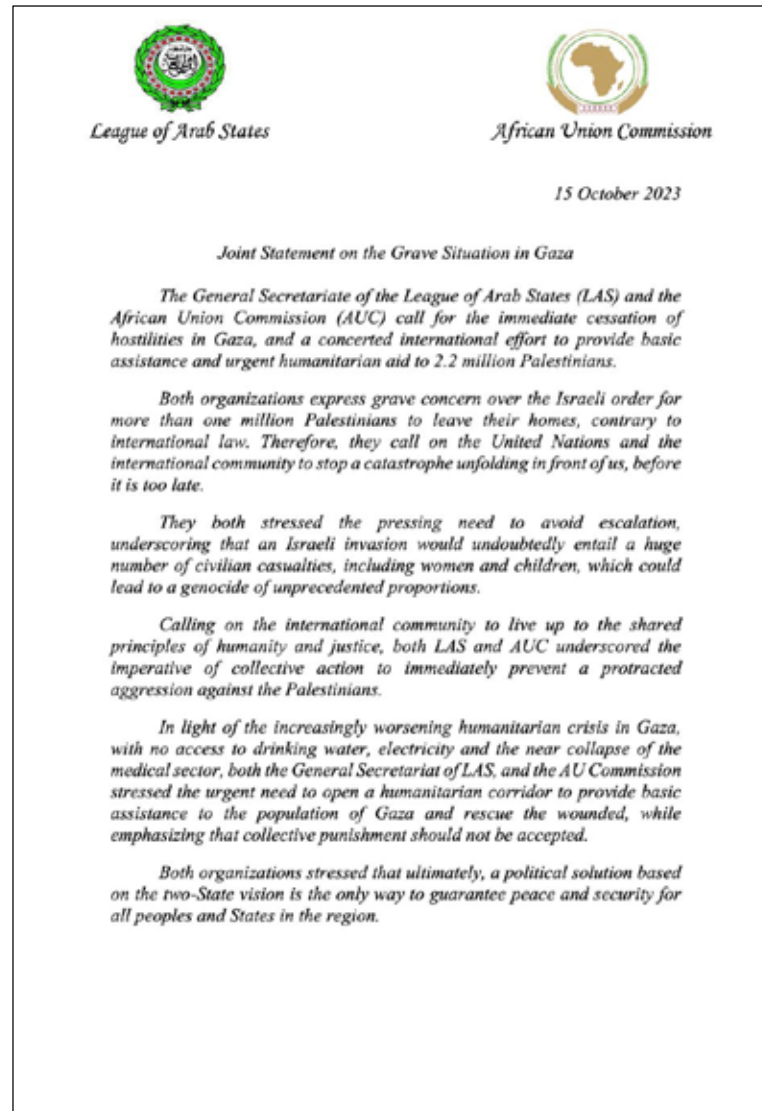 League of Arab States
African Union Commission
15 October 2023
Joint Statement on the Grave Situation in Gaza
The General Secretariate of the League of Arab States (LAS) and the
African Union Commission (AUC) call for the immediate cessation of
hostilities in Gaza, and a concerted international effort to provide basic
assistance and urgent humanitarian aid to 2.2 million Palestinians.
Both organizations express grave concern over the Israeli order for
more than one million Palestinians to leave their homes, contrary to
international law. Therefore, they call on the United Nations and the
international community to stop a catastrophe unfolding in front of us, before
it is too late.
They both stressed the pressing need to avoid escalation,
underscoring that an Israeli invasion would undoubtedly entail a huge
number of civilian casualties, including women and children, which could
lead to a genocide of unprecedented proportions.
Calling on the international community to live up to the shared
principles of humanity and justice, both LAS and AUC underscored the
imperative of collective action to immediately prevent a protracted
aggression against the Palestinians.
In light of the increasingly worsening humanitarian crisis in Gaza,
with no access to drinking water, electricity and the near collapse of the
medical sector, both the General Secretariat of LAS, and the AU Commission
stressed the urgent need to open a humanitarian corridor to provide basic
assistance to the population of Gaza and rescue the wounded, while
emphasizing that collective punishment should not be accepted.
Both organizations stressed that ultimately, a political solution based
on the two-State vision is the only way to guarantee peace and security for
all peoples and States in the region.